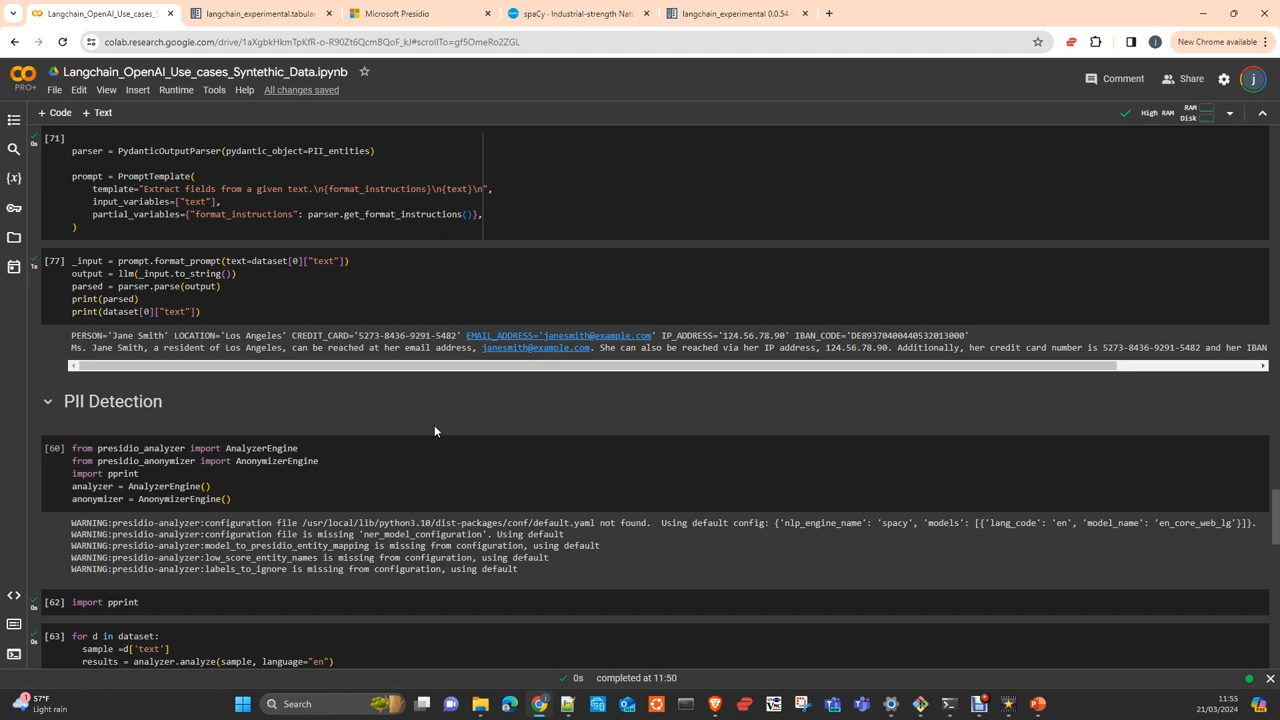 Langchain_OpenAI_Use_cases_S
langchain_experimental.tabular
Microsoft Presidio
spaCy - Industrial-strength Natu
langchain_experimental 0.0.54
colab.research.google.com/drive/1aXgbkHkmTpKfR-o-R90Zt6QcmBQoF_kJ#scrollTo=gf5OmeRo2ZGL
New Chrome available
PRO+
Langchain_OpenAI_Use_cases_Syntethic_Data.ipynb
File Edit View Insert Runtime Tools Help All changes saved
Comment
Share
j
+ Code + Text
High RAM
RAM
Disk
[71]
0s
parser = PydanticOutputParser(pydantic_object=PII_entities)
prompt = PromptTemplate(
template="Extract fields from a given text.\n{format_instructions}\n{text}\n",
input_variables=["text"],
partial_variables={"format_instructions": parser.get_format_instructions()},
)
[77] _input = prompt.format_prompt(text=dataset[0]["text"])
1s
output = llm(_input.to_string())
parsed = parser.parse(output)
print(parsed)
print(dataset[0]["text"])
PERSON='Jane Smith' LOCATION='Los Angeles' CREDIT_CARD='5273-8436-9291-5482' EMAIL_ADDRESS='janesmith@example.com' IP_ADDRESS='124.56.78.90' IBAN_CODE='DE89370400440532013000'
Ms. Jane Smith, a resident of Los Angeles, can be reached at her email address, janesmith@example.com. She can also be reached via her IP address, 124.56.78.90. Additionally, her credit card number is 5273-8436-9291-5482 and her IBAN
PII Detection
[60] from presidio_analyzer import AnalyzerEngine
from presidio_anonymizer import AnonymizerEngine
import pprint
analyzer = AnalyzerEngine()
anonymizer = AnonymizerEngine()
WARNING:presidio-analyzer:configuration file /usr/local/lib/python3.10/dist-packages/conf/default.yaml not found.  Using default config: {'nlp_engine_name': 'spacy', 'models': [{'lang_code': 'en', 'model_name': 'en_core_web_lg'}]}.
WARNING:presidio-analyzer:configuration file is missing 'ner_model_configuration'. Using default
WARNING:presidio-analyzer:model_to_presidio_entity_mapping is missing from configuration, using default
WARNING:presidio-analyzer:low_score_entity_names is missing from configuration, using default
WARNING:presidio-analyzer:labels_to_ignore is missing from configuration, using default
[62] import pprint
0s
[63] for d in dataset:
0s
sample =d['text']
results = analyzer.analyze(sample, language="en")
0s completed at 11:50
57°F
Light rain
Search
11:55
21/03/2024